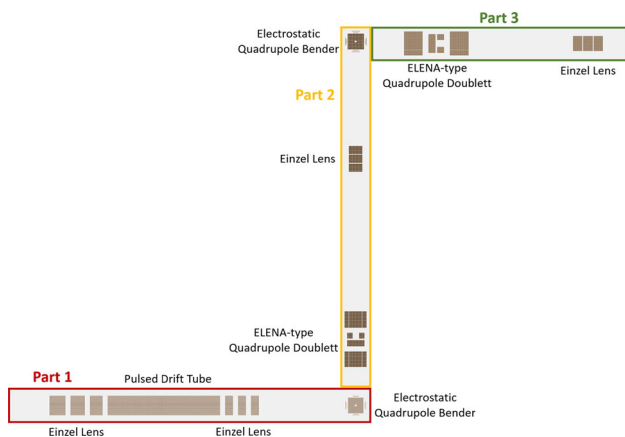 Part 3
Electrostatic
Quadrupole Bender
ELENA-type
Quadrupole Doublett
Einzel Lens
Part 2
Einzel Lens
ELENA-type
Quadrupole Doublett
Part 1
Pulsed Drift Tube
Electrostatic
Quadrupole Bender
Einzel Lens
Einzel Lens